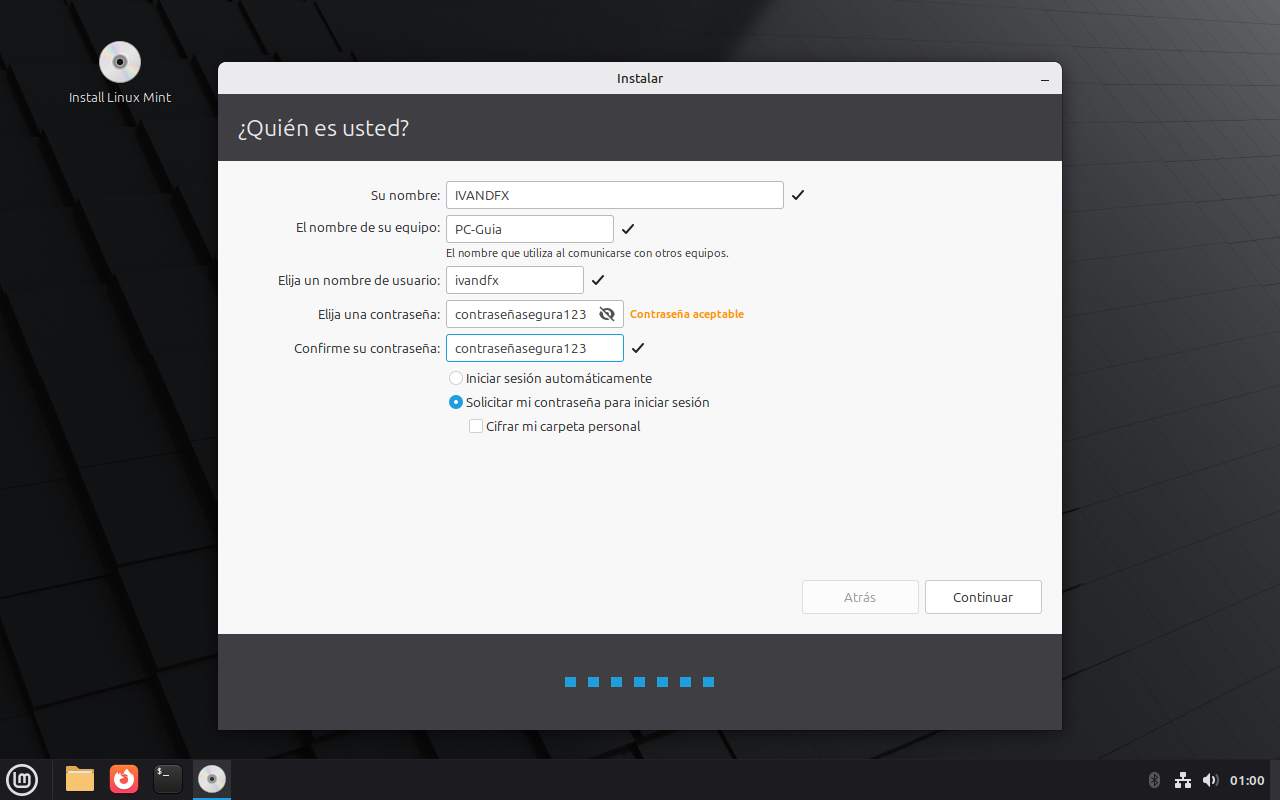 Install Linux Mint
Instalar
¿Quién es usted?
Su nombre: IVANDFX
El nombre de su equipo: PC-Guia
El nombre que utiliza al comunicarse con otros equipos.
Elija un nombre de usuario: ivandfx
Elija una contraseña: contraseñasegura123 Contraseña aceptable
Confirme su contraseña: contraseñasegura123
Iniciar sesión automáticamente
Solicitar mi contraseña para iniciar sesión
Cifrar mi carpeta personal
Atrás Continuar
$_
01:00